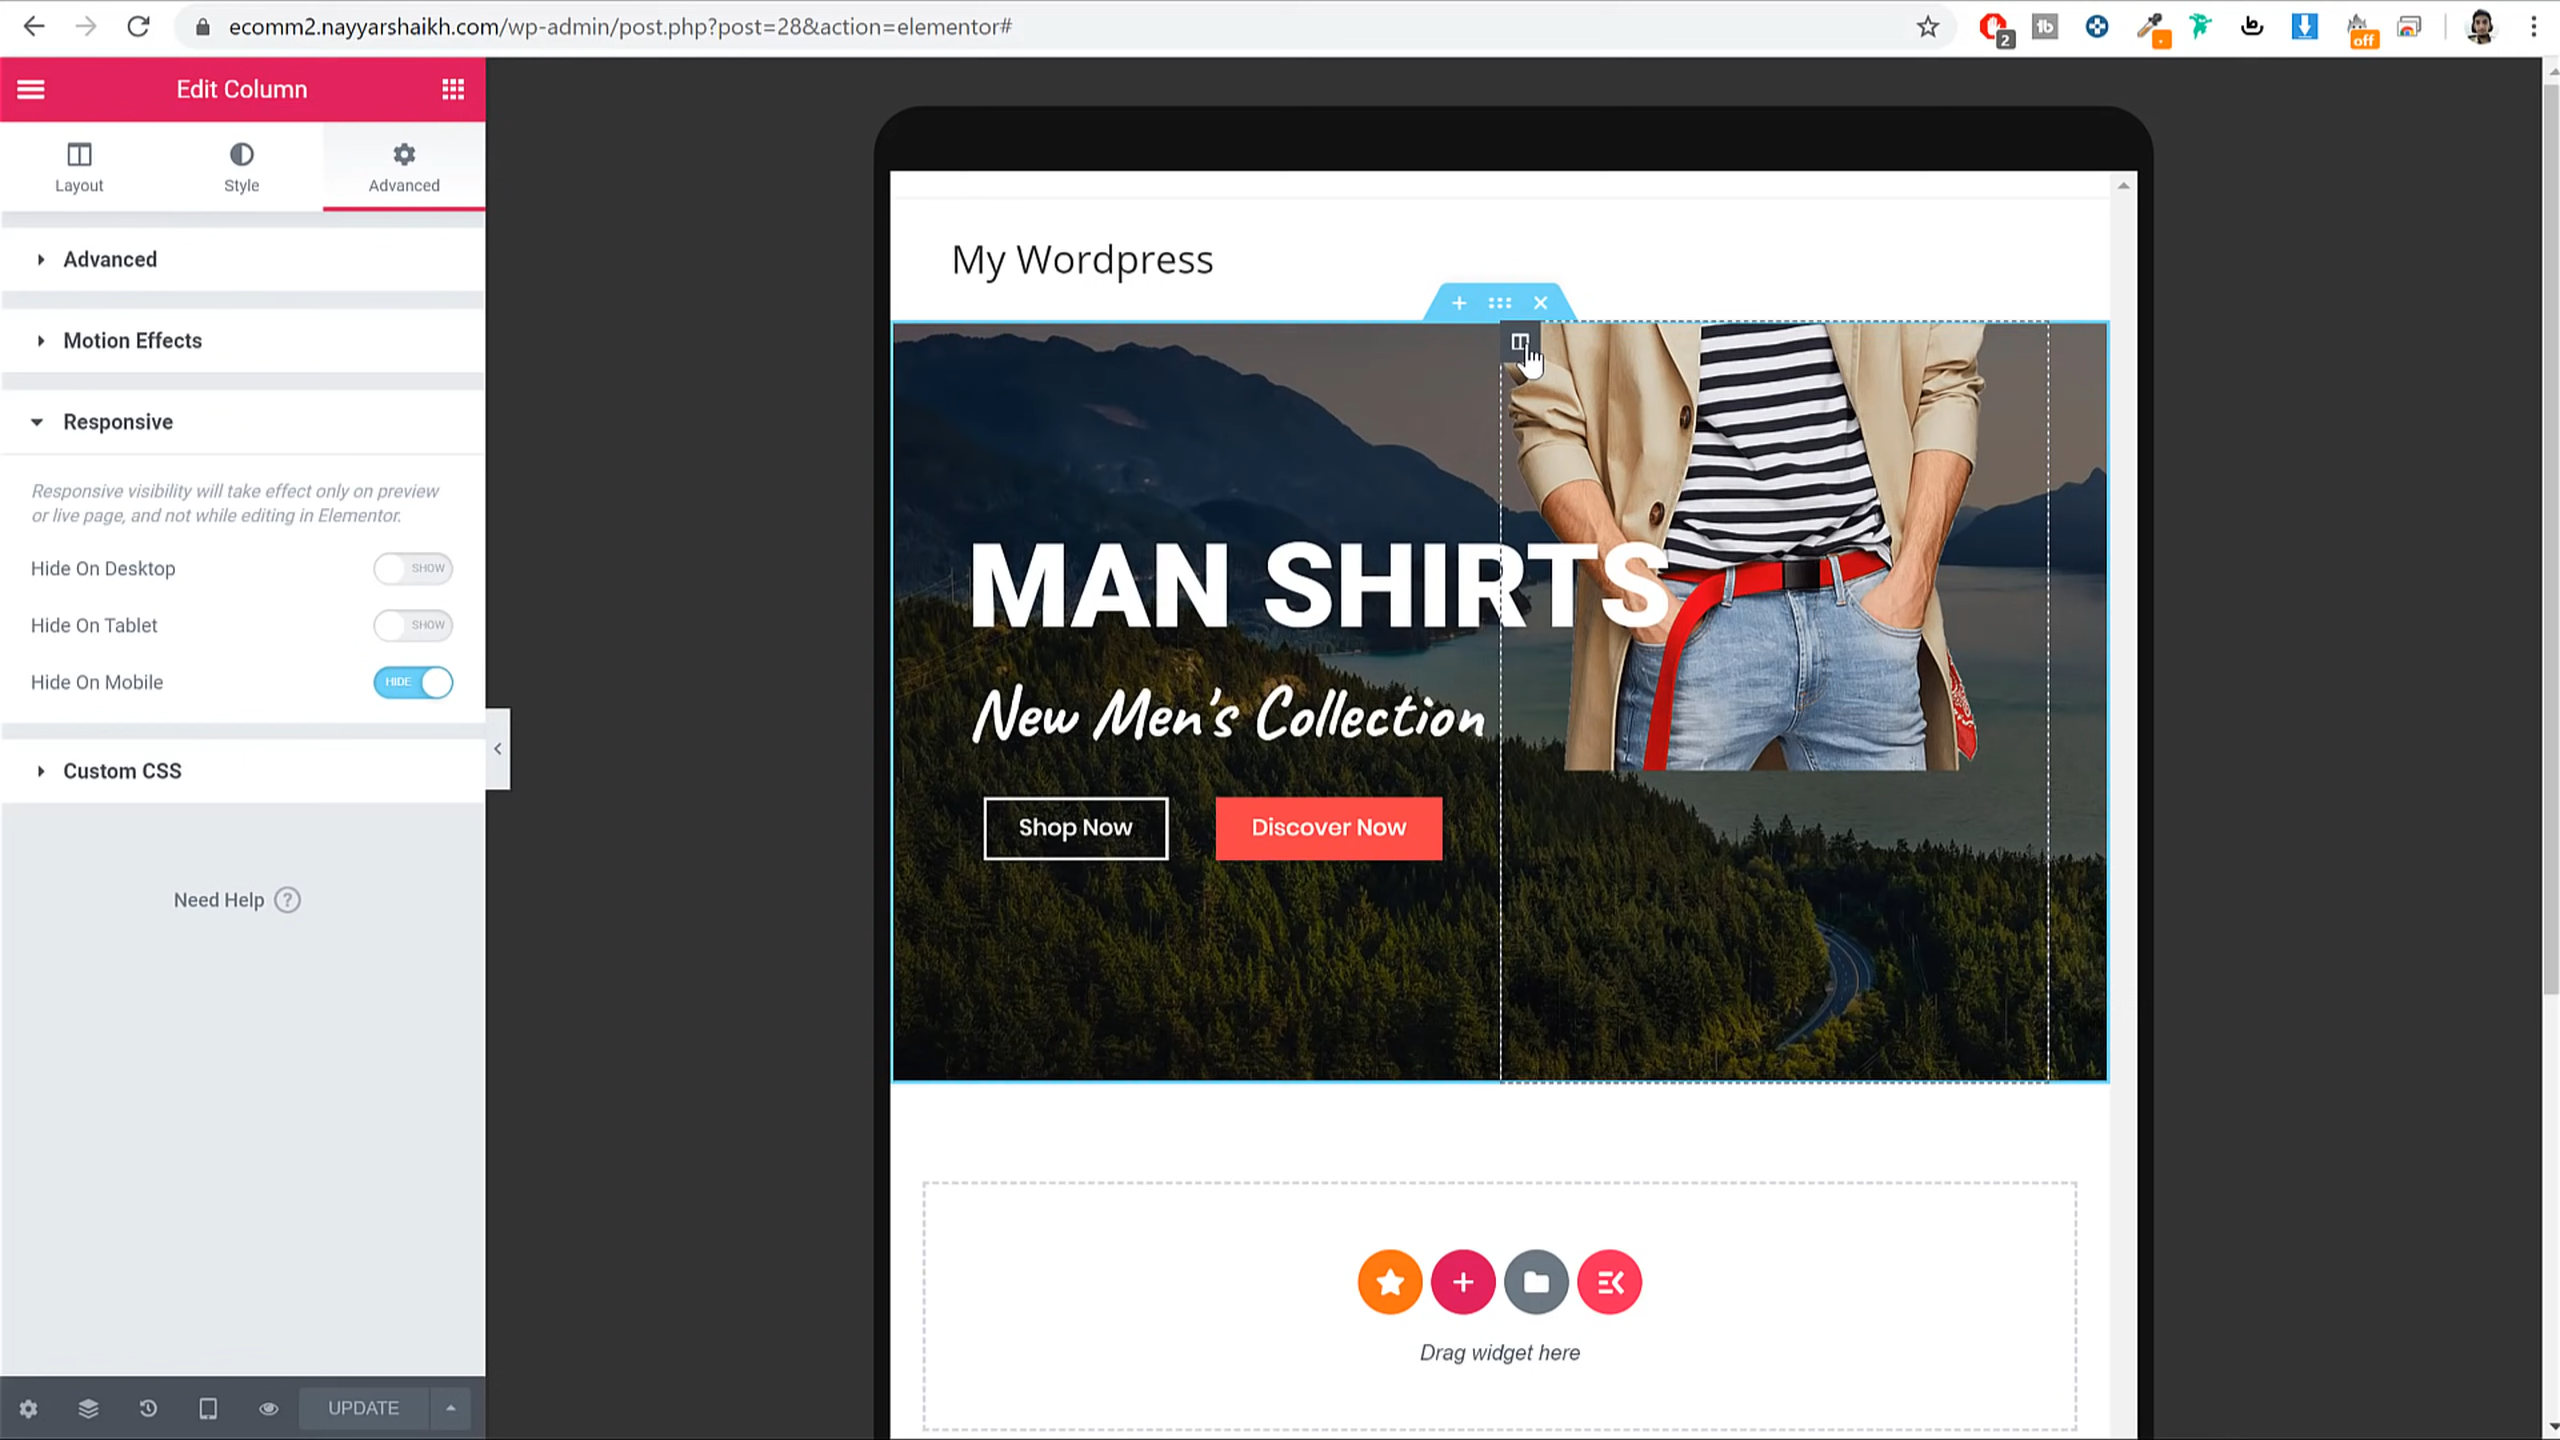 ecomm2.nayyarshaikh.com/wp-admin/post.php?post=28&action=elementor#
2
off
Edit Column
Layout
Style
Advanced
Advanced
Motion Effects
Responsive
Responsive visibility will take effect only on preview
or live page, and not while editing in Elementor.
Hide On Desktop
SHOW
Hide On Tablet
SHOW
Hide On Mobile
HIDE
Custom CSS
Need Help ?
UPDATE
My Wordpress
MAN SHIRTS
New Men's Collection
Shop Now
Discover Now
Drag widget here